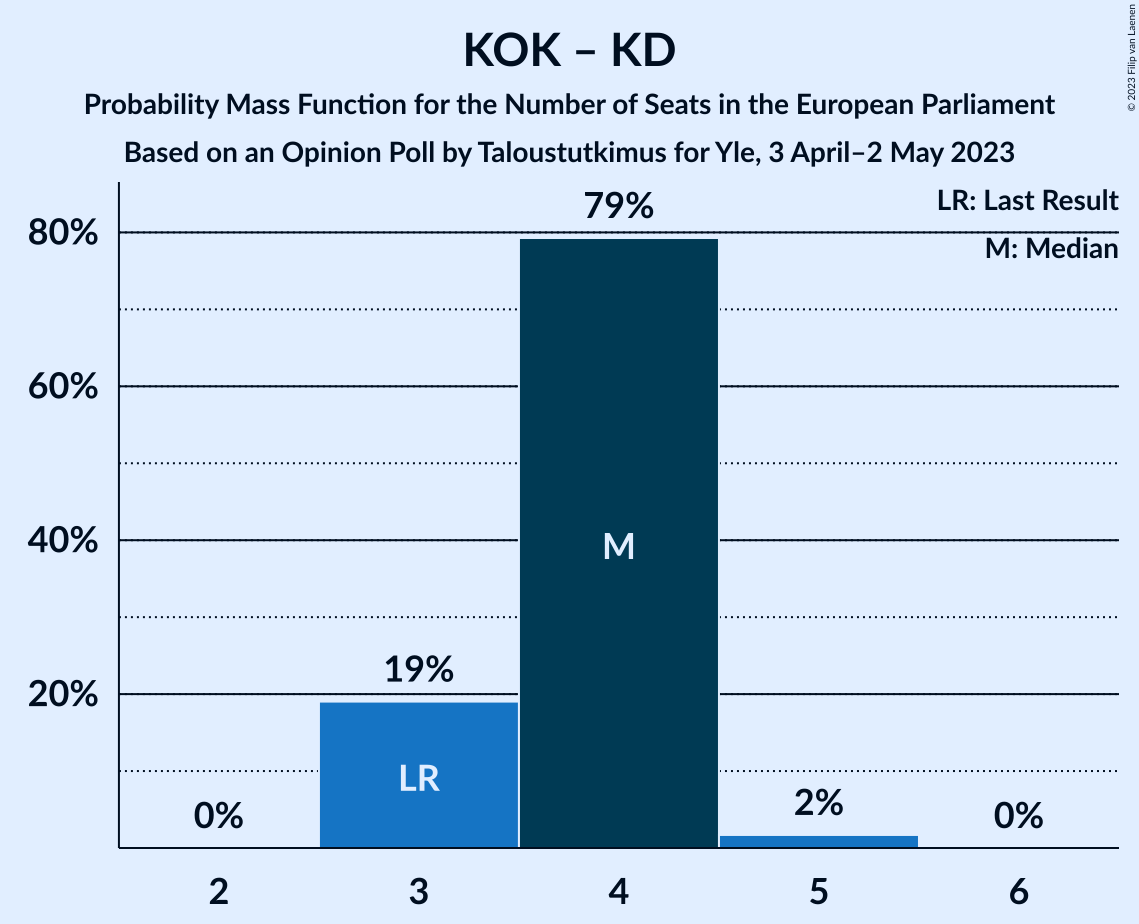 KOK – KD
Probability Mass Function for the Number of Seats in the European Parliament
Based on an Opinion Poll by Taloustutkimus for Yle, 3 April–2 May 2023
© 2023 Filip van Laenen
LR: Last Result
M: Median
79%
80%
60%
40%
M
19%
20%
LR
0%
2%
0%
2 3 4 5 6